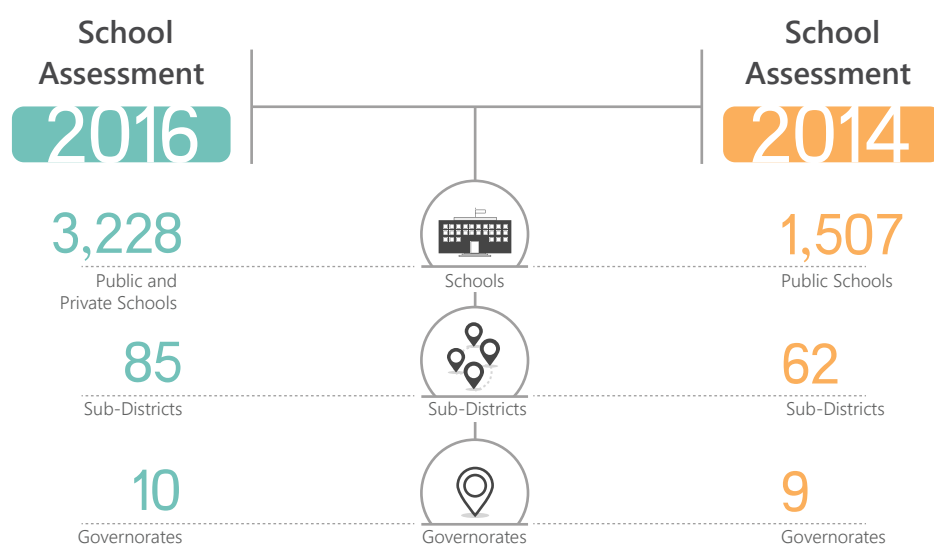 School
Assessment
2016
School
Assessment
2014
3,228
Public and
Private Schools
Schools
1,507
Public Schools
85
Sub-Districts
Sub-Districts
62
Sub-Districts
10
Governorates
Governorates
9
Governorates